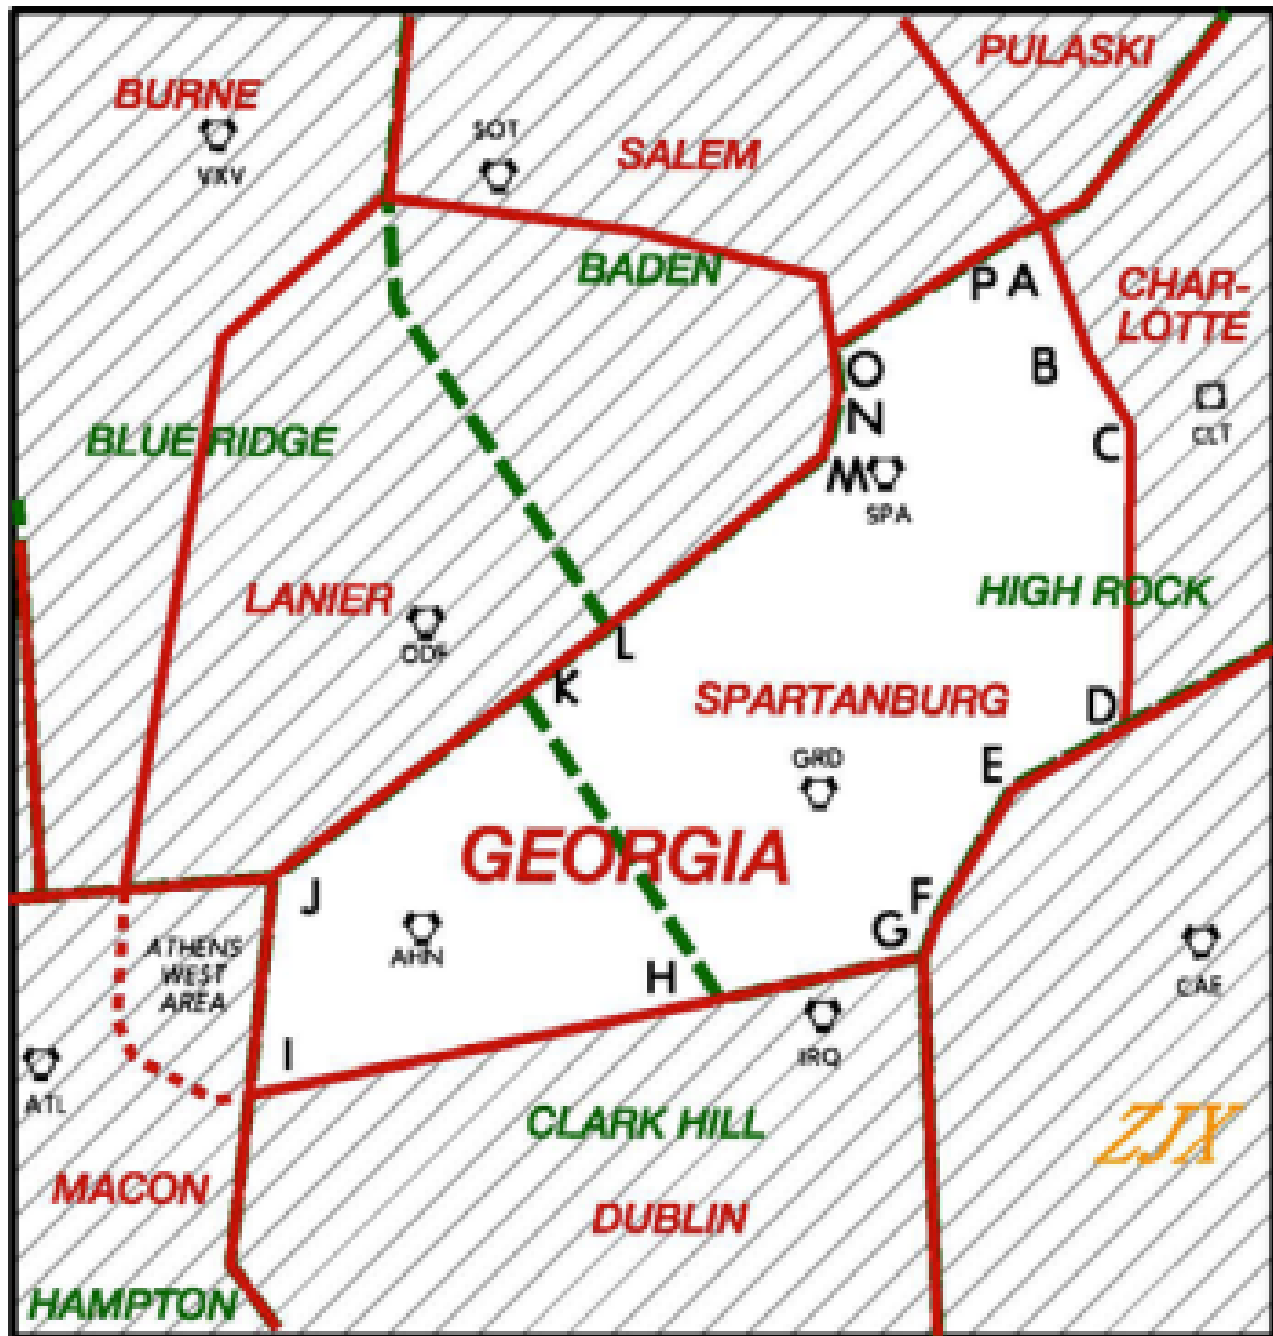 PULASKI
BURNE
SOT
VXV
SALEM
BADEN
P A
CHAR-
LOTTE
O
B
N
CLT
BLUE RIDGE
C
M
SPA
HIGH ROCK
LANIER
ODF
L
K
SPARTANBURG
D
GRD
E
GEORGIA
J
F
G
AHN
ATHENS
WEST
AREA
H
CAE
I
IRQ
ATL
CLARK HILL
ZJX
MACON
DUBLIN
HAMPTON